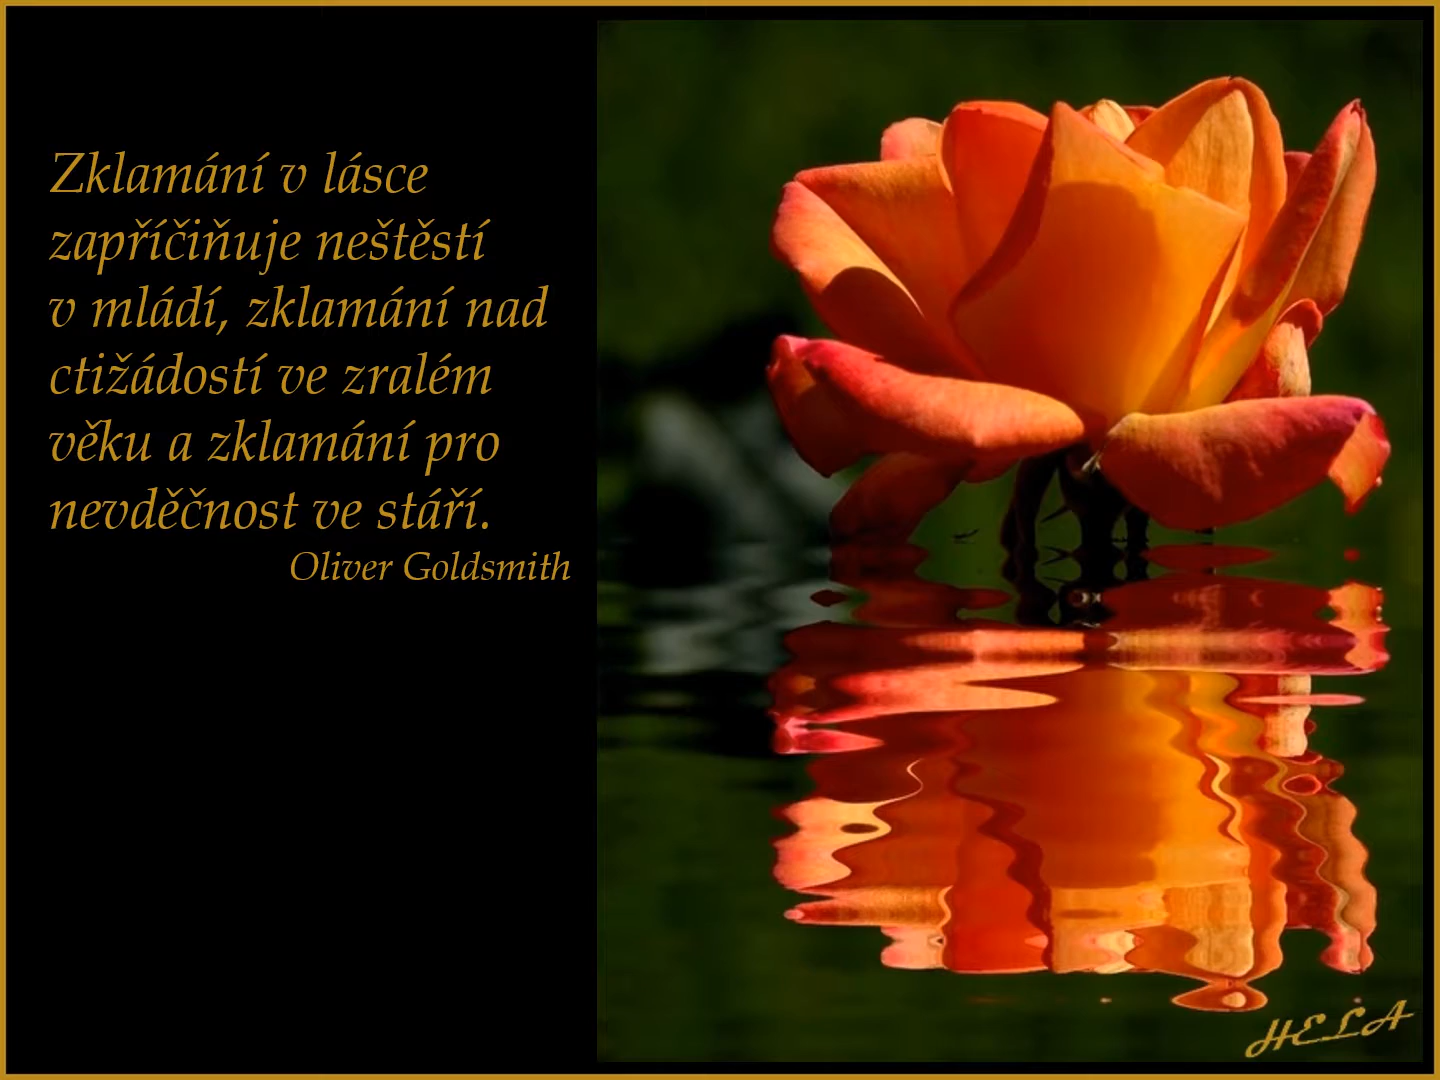 Zklamání v lásce
zapříčiňuje neštěstí
v mládí, zklamání nad
ctižádostí ve zralém
věku a zklamání pro
nevděčnost ve stáří.
Oliver Goldsmith
HELA